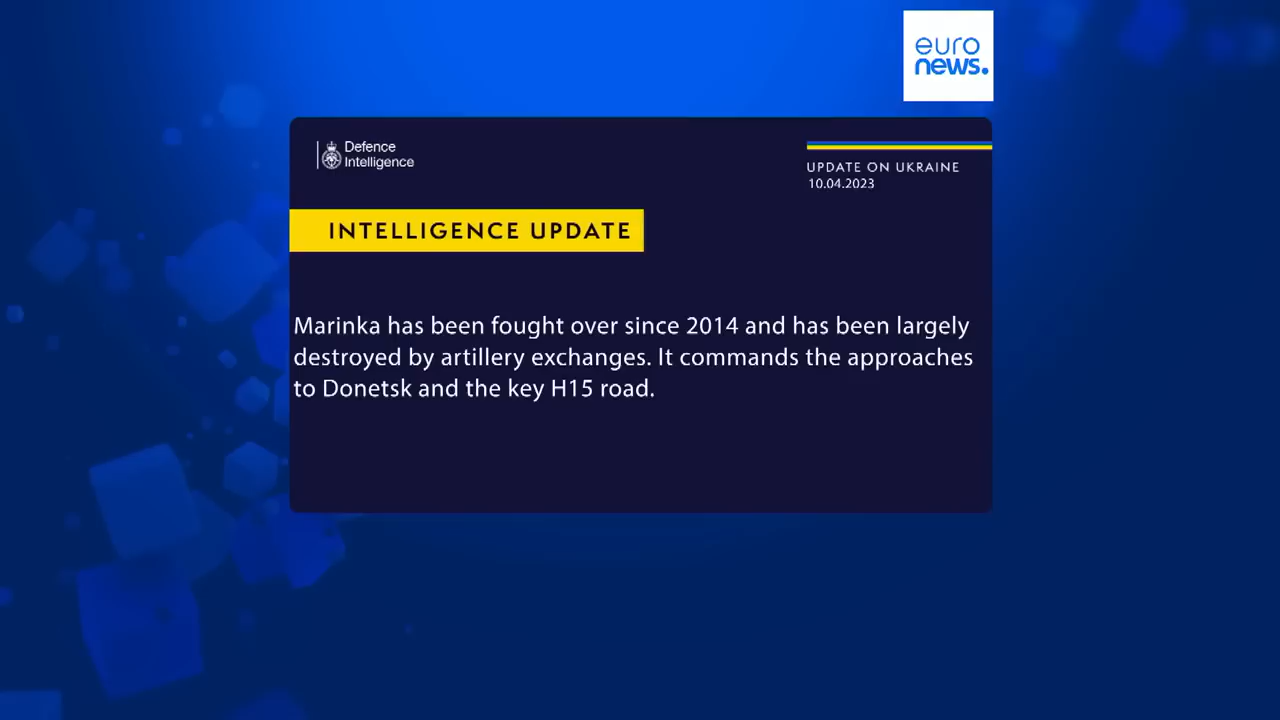 euro
news.
Defence
Intelligence
UPDATE ON UKRAINE
10.04.2023
INTELLIGENCE UPDATE
Marinka has been fought over since 2014 and has been largely
destroyed by artillery exchanges. It commands the approaches
to Donetsk and the key H15 road.